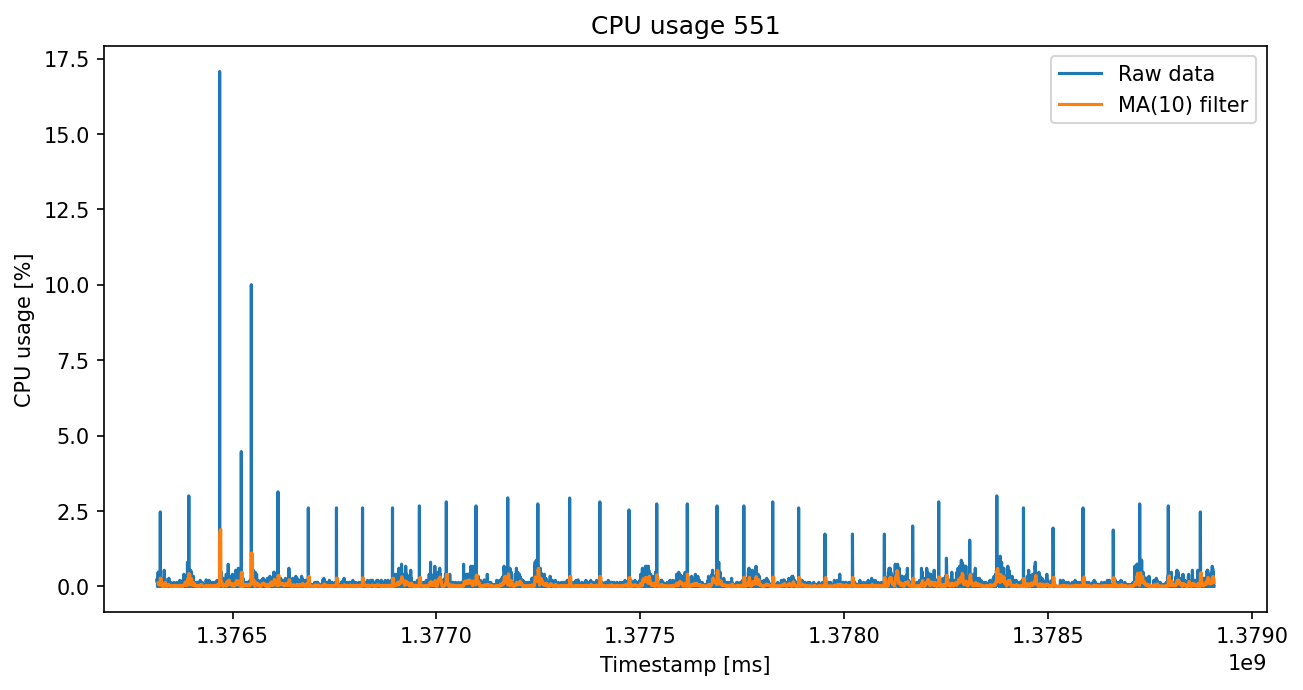 CPU usage 551
Raw data
MA(10) filter
CPU usage [%]
17.5
15.0
12.5
10.0
7.5
5.0
2.5
0.0
1.3765 1.3770 1.3775 1.3780 1.3785 1.3790
1e9
Timestamp [ms]